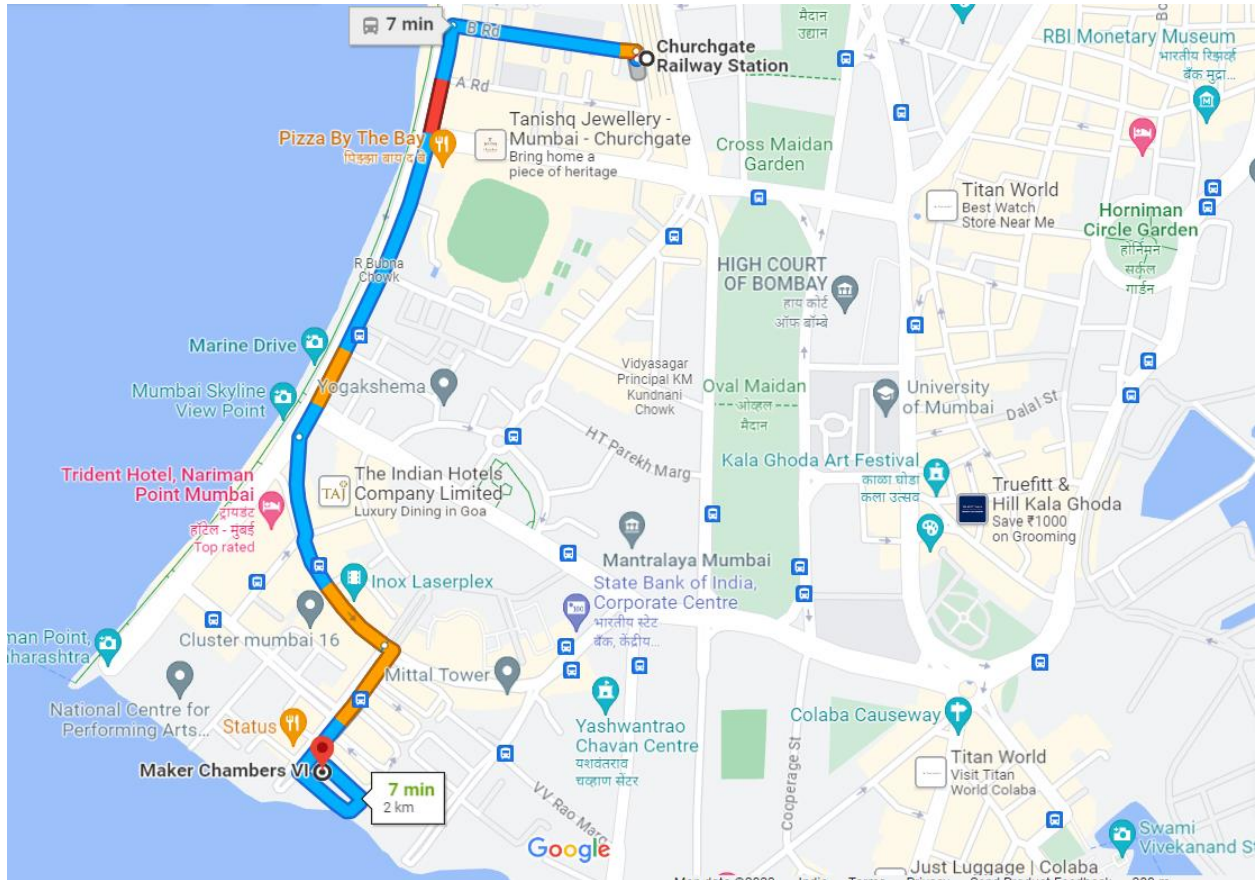 7 min
B Rd
Churchgate
Railway Station
मैदान
उद्यान
RBI Monetary Museum
भारतीय रिझर्व्ह
बँक मुद्रा...
A Rd
Pizza By The Bay
पिझ्झा बाय द बे
Tanishq Jewellery -
Mumbai - Churchgate
Bring home a
piece of heritage
Cross Maidan
Garden
Titan World
Best Watch
Store Near Me
Horniman
Circle Garden
हॉर्निमन
सर्कल
गार्डन
R Bubna
Chowk
HIGH COURT
OF BOMBAY
हाय कोर्ट
ऑफ बॉम्बे
Marine Drive
Mumbai Skyline
View Point
Yogakshema
Vidyasagar
Principal KM
Kundnani
Chowk
Oval Maidan
ओव्हल
मैदान
University
of Mumbai
Dalal St
HT Parekh Marg
Kala Ghoda Art Festival
काळा घोडा
कला उत्सव
Trident Hotel, Nariman
Point Mumbai
ट्रायडंट
हॉटेल - मुंबई
Top rated
TAJ
The Indian Hotels
Company Limited
Luxury Dining in Goa
Truefitt &
Hill Kala Ghoda
Save ₹1000
on Grooming
Mantralaya Mumbai
Inox Laserplex
State Bank of India,
Corporate Centre
भारतीय स्टेट
बँक, केंद्रीय...
Cluster mumbai 16
man Point,
aharashtra
Mittal Tower
National Centre for
Performing Arts...
Status
Yashwantrao
Chavan Centre
यशवंतराव
चव्हाण सेंटर
Colaba Causeway
Cooperage St
Maker Chambers VI
7 min
2 km
Titan World
Visit Titan
World Colaba
VV Rao Marg
Google
Swami
Vivekanand St
Just Luggage | Colaba